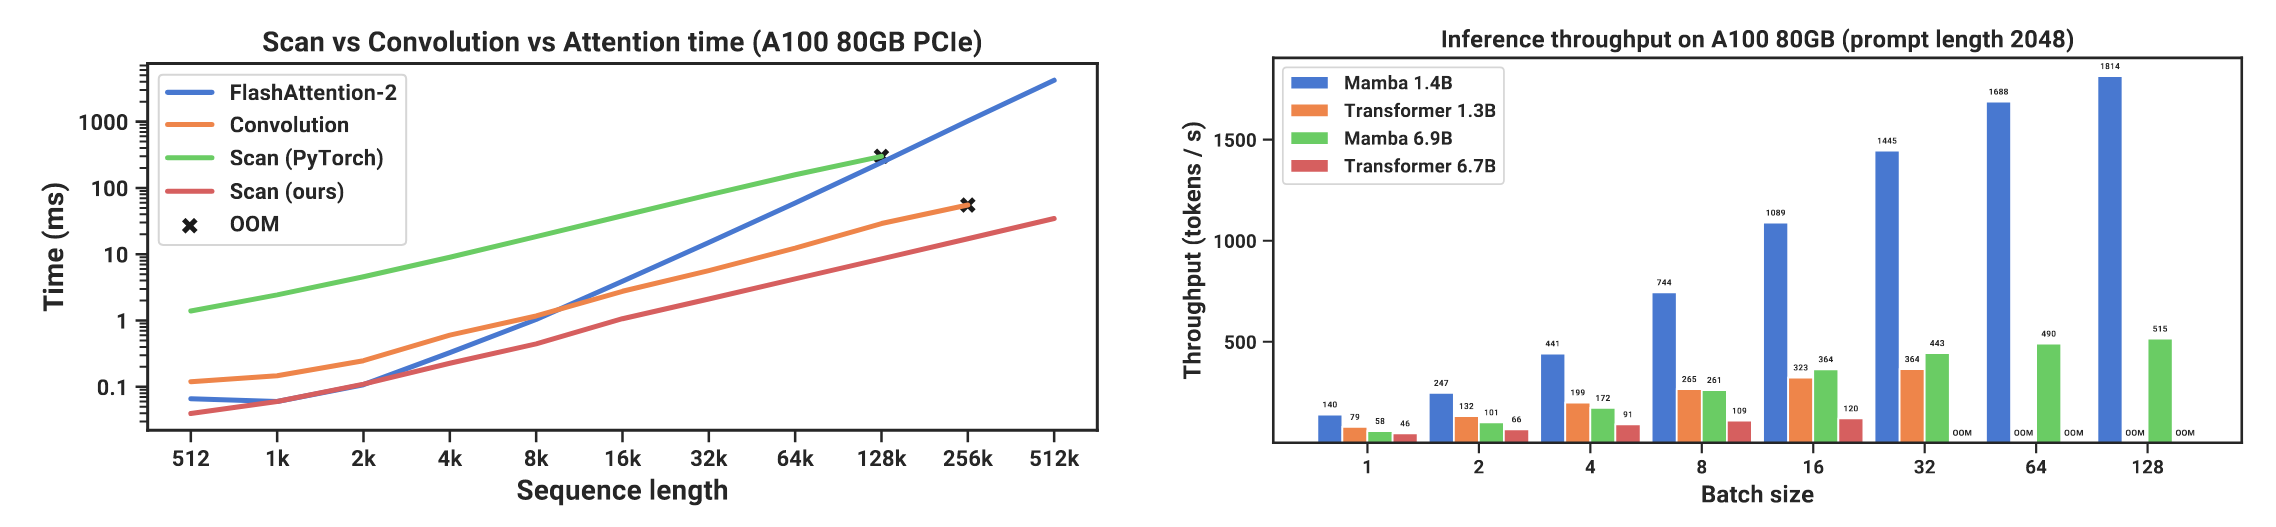 Scan vs Convolution vs Attention time (A100 80GB PCIe)
FlashAttention-2
Convolution
Scan (PyTorch)
Scan (ours)
OOM
Time (ms)
1000
100
10
1
0.1
512 1k 2k 4k 8k 16k 32k 64k 128k 256k 512k
Sequence length
Inference throughput on A100 80GB (prompt length 2048)
Mamba 1.4B
Transformer 1.3B
Mamba 6.9B
Transformer 6.7B
Throughput (tokens / s)
1500
1000
500
140 79 58 46
247 132 101 66
441 199 172 91
744 265 261 109
1089 323 364 120
1445 364 443 OOM
1688 OOM 490 OOM
1814 OOM 515 OOM
1 2 4 8 16 32 64 128
Batch size